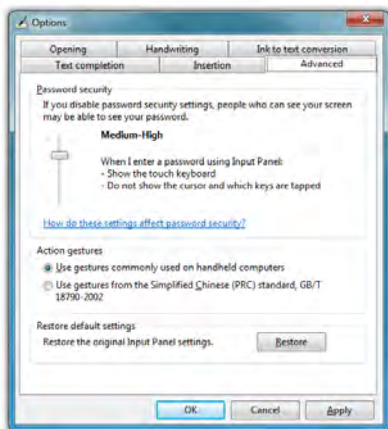 Options
Opening Handwriting Ink to text conversion
Text completion Insertion Advanced
Password security
If you disable password security settings, people who can see your screen
may be able to see your password.
Medium-High
When I enter a password using Input Panel:
- Show the touch keyboard
- Do not show the cursor and which keys are tapped
How do these settings affect password security?
Action gestures
Use gestures commonly used on handheld computers
Use gestures from the Simplified Chinese (PRC) standard, GB/T
18790-2002
Restore default settings
Restore the original Input Panel settings. Restore
OK Cancel Apply